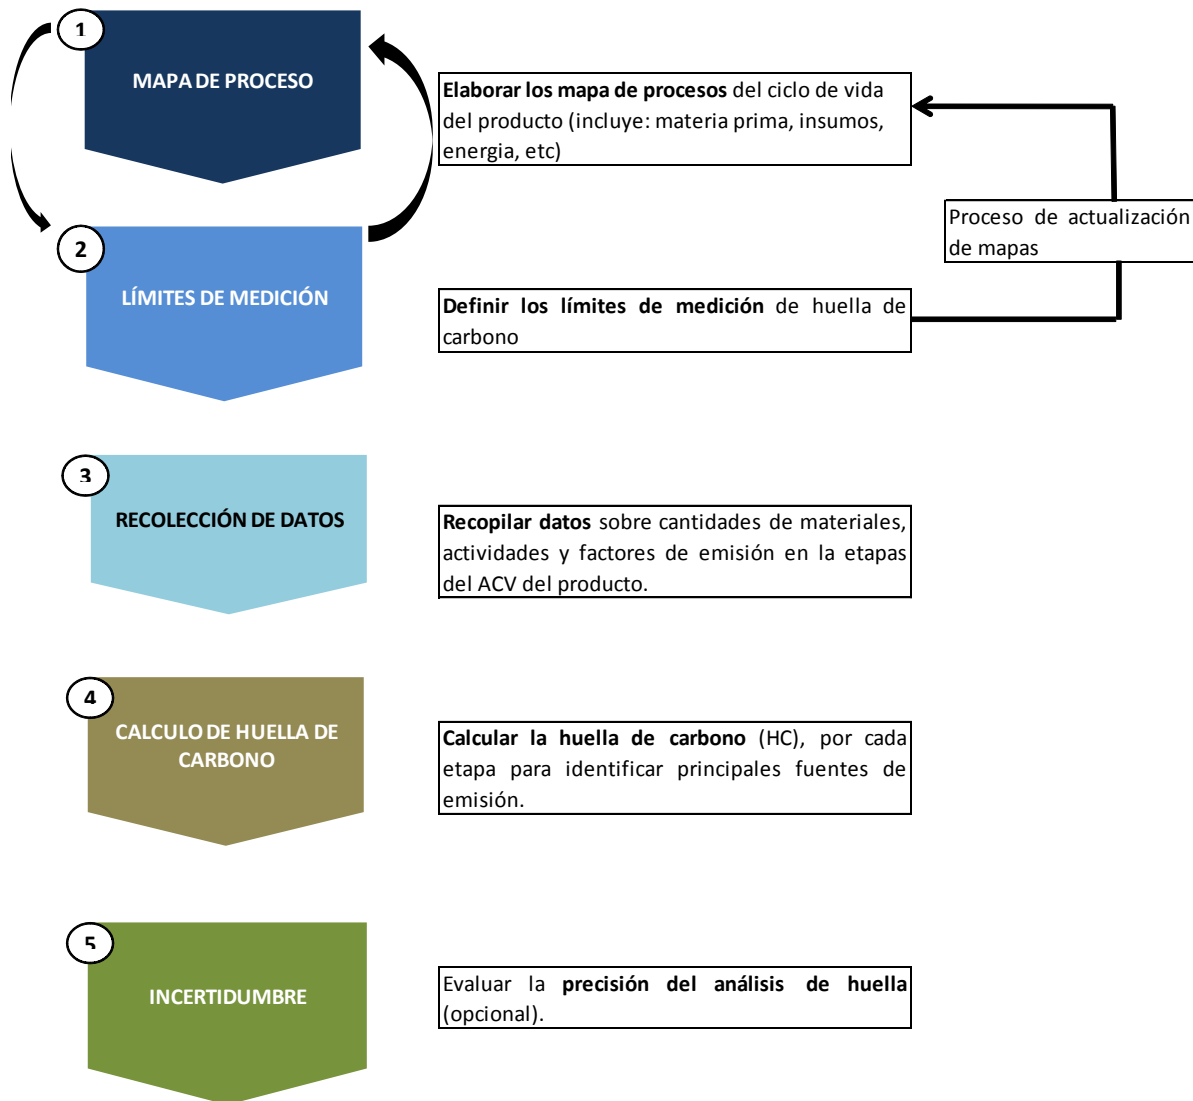 1
MAPA DE PROCESO
Elaborar los mapa de procesos del ciclo de vida
del producto (incluye: materia prima, insumos,
energia, etc)
Proceso de actualización
de mapas
2
LÍMITES DE MEDICIÓN
Definir los límites de medición de huella de
carbono
3
RECOLECCIÓN DE DATOS
Recopilar datos sobre cantidades de materiales,
actividades y factores de emisión en la etapas
del ACV del producto.
4
CALCULO DE HUELLA DE
CARBONO
Calcular la huella de carbono (HC), por cada
etapa para identificar principales fuentes de
emisión.
5
INCERTIDUMBRE
Evaluar la precisión del análisis de huella
(opcional).